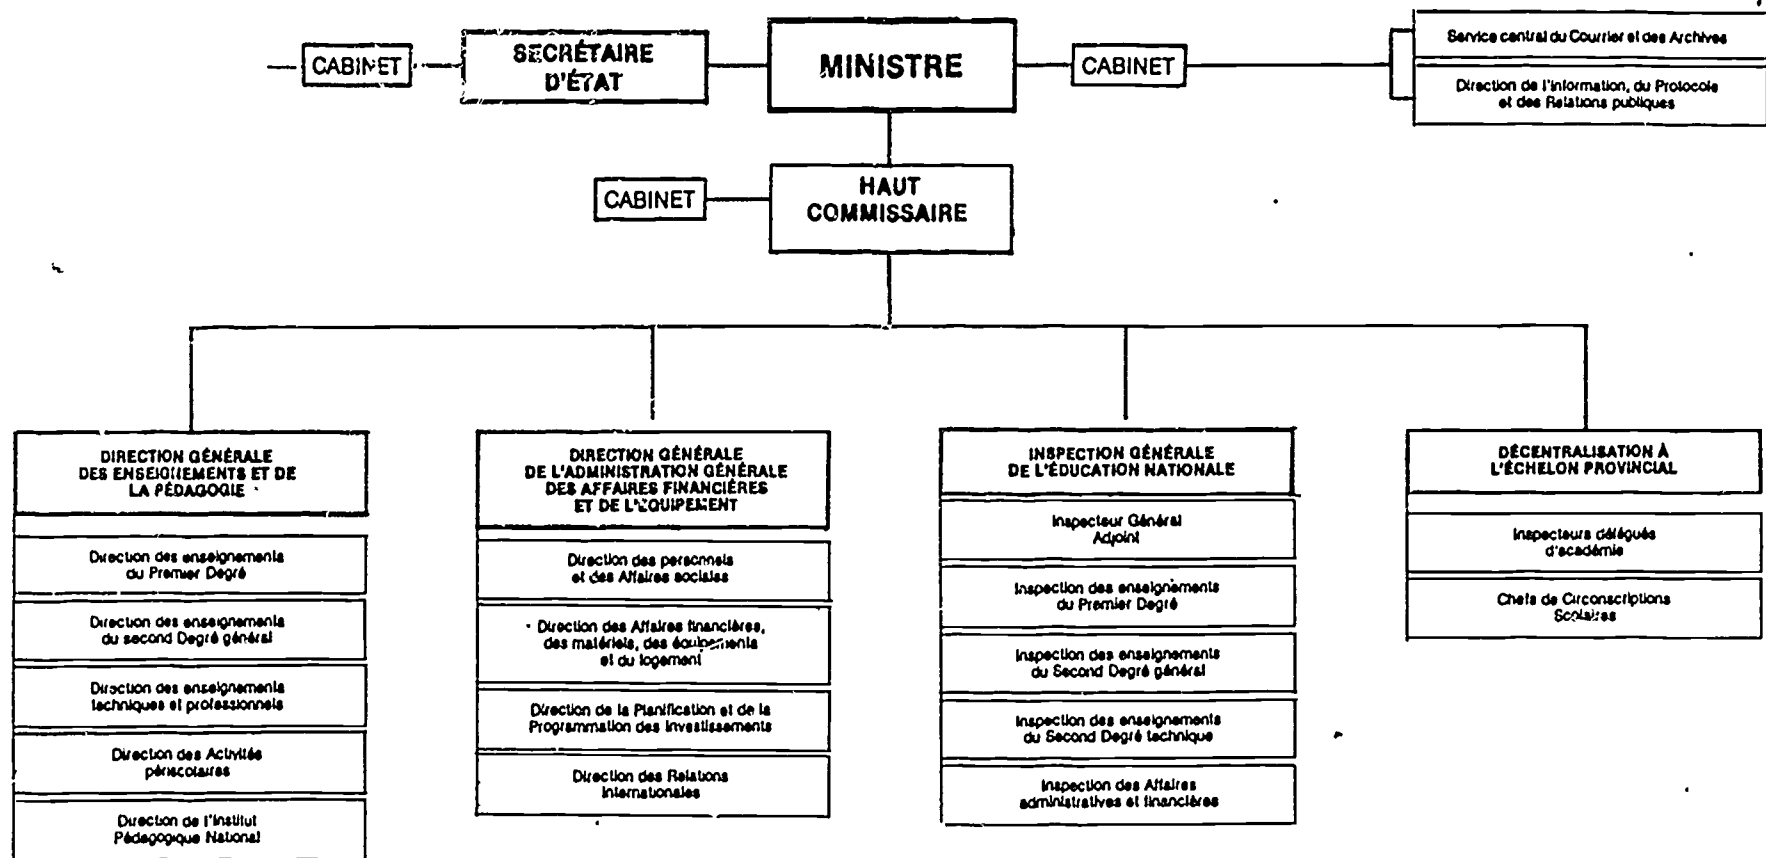 CABINET
SECRÉTAIRE
D'ÉTAT
MINISTRE
CABINET
Service central du Courrier et des Archives
Direction de l'Information, du Protocole
et des Relations publiques
CABINET
HAUT
COMMISSAIRE
DIRECTION GÉNÉRALE
DES ENSEIGNEMENTS ET DE
LA PÉDAGOGIE
Direction des enseignements
du Premier Degré
Direction des enseignements
du second Degré général
Direction des enseignements
techniques et professionnels
Direction des Activités
périscolaires
Direction de l'Institut
Pédagogique National
DIRECTION GÉNÉRALE
DE L'ADMINISTRATION GÉNÉRALE
DES AFFAIRES FINANCIÈRES
ET DE L'EQUIPEMENT
Direction des personnels
et des Affaires sociales
Direction des Affaires financières,
des matériels, des équipements
et du logement
Direction de la Planification et de la
Programmation des Investissements
Direction des Relations
Internationales
INSPECTION GÉNÉRALE
DE L'ÉDUCATION NATIONALE
Inspecteur Général
Adjoint
Inspection des enseignements
du Premier Degré
Inspection des enseignements
du Second Degré général
Inspection des enseignements
du Second Degré technique
Inspection des Affaires
administratives et financières
DÉCENTRALISATION À
L'ÉCHELON PROVINCIAL
Inspecteurs délégués
d'académie
Chefs de Circonscriptions
Scolaires